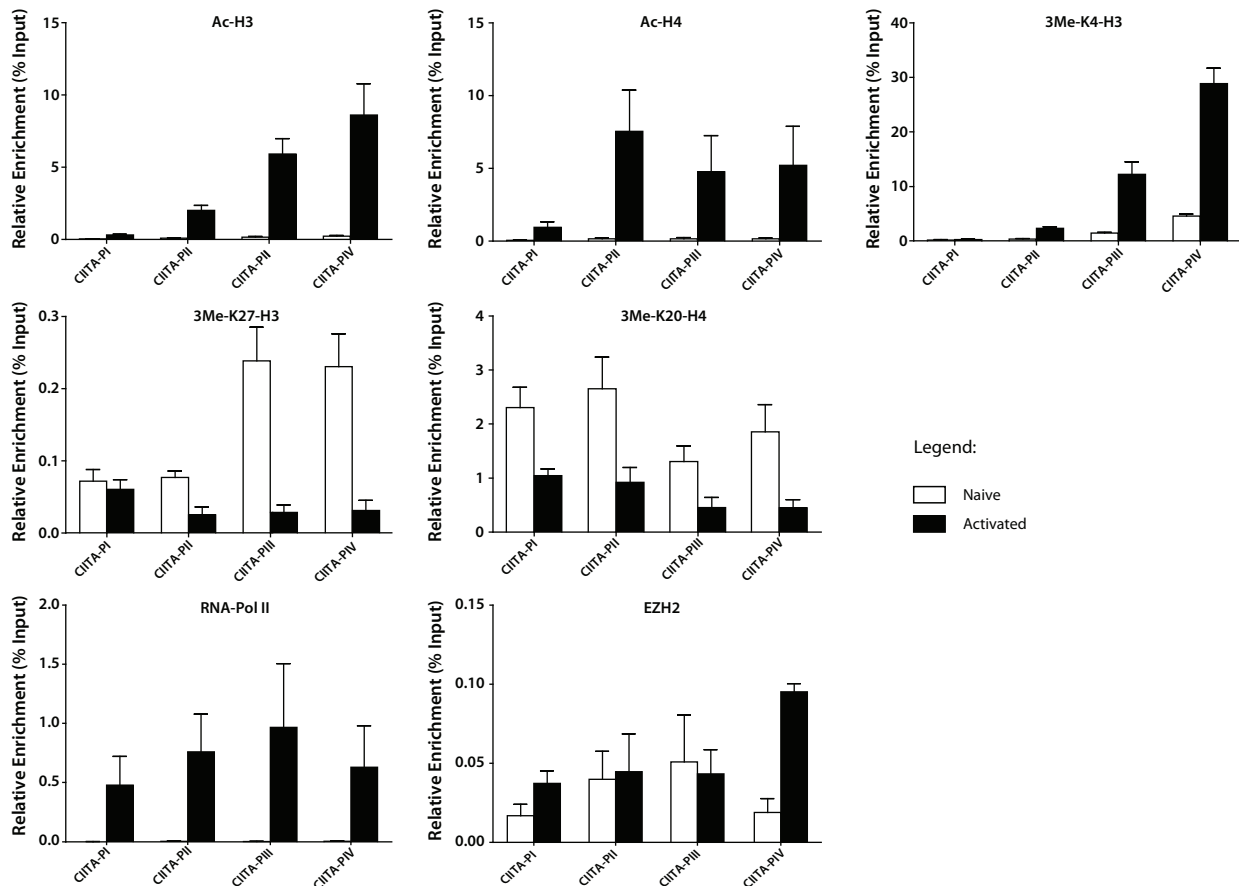 Ac-H3
Relative Enrichment (% Input)
15
10
5
0
CIITA-PI
CIITA-PII
CIITA-PII
CIITA-PIV
Ac-H4
Relative Enrichment (% Input)
15
10
5
0
CIITA-PI
CIITA-PII
CIITA-PIII
CIITA-PIV
3Me-K4-H3
Relative Enrichment (% Input)
40
30
20
10
0
CIITA-PI
CIITA-PII
CIITA-PIII
CIITA-PIV
3Me-K27-H3
Relative Enrichment (% Input)
0.3
0.2
0.1
0.0
CIITA-PI
CIITA-PII
CIITA-PIII
CIITA-PIV
3Me-K20-H4
Relative Enrichment (% Input)
4
3
2
1
0
CIITA-PI
CIITA-PII
CIITA-PIII
CIITA-PIV
Legend:
Naive
Activated
RNA-Pol II
Relative Enrichment (% Input)
2.0
1.5
1.0
0.5
0.0
CIITA-PI
CIITA-PII
CIITA-PIII
CIITA-PIV
EZH2
Relative Enrichment (% Input)
0.15
0.10
0.05
0.00
CIITA-PI
CIITA-PII
CIITA-PIII
CIITA-PIV